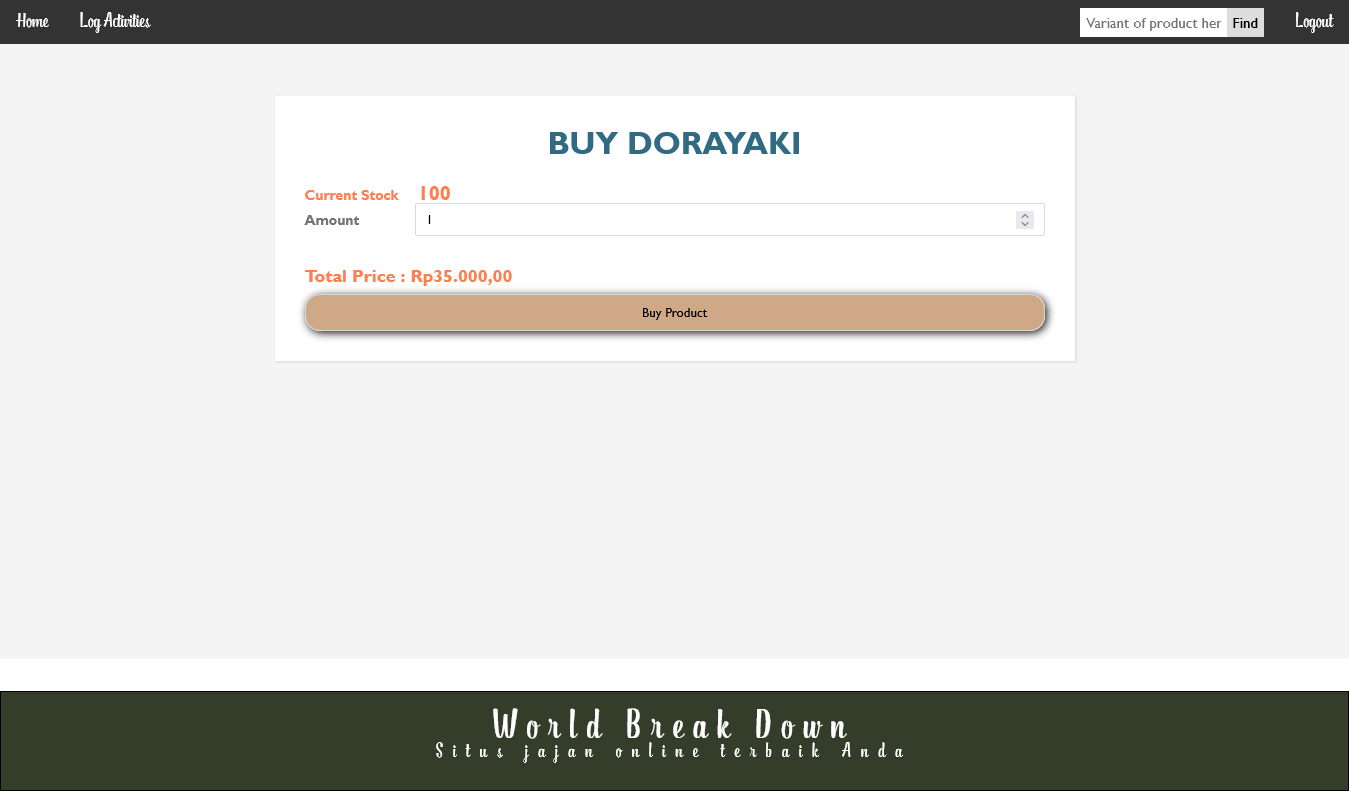 Home Log Activities Variant of product her Find Logout
BUY DORAYAKI
Current Stock 100
Amount 1
Total Price : Rp35.000,00
Buy Product
World Break Down
Situs jajan online terbaik Anda